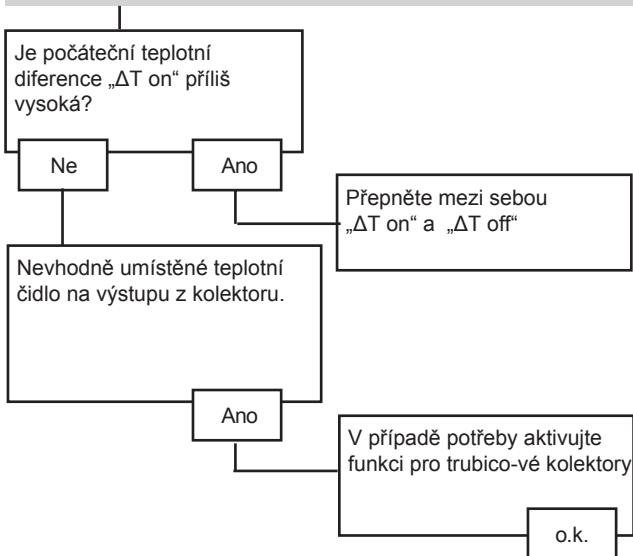 Je počáteční teplotní
diference „ΔT on“ příliš
vysoká?
Ne
Ano
Přepněte mezi sebou
„ΔT on“ a „ΔT off“
Nevhodně umístěné teplotní
čidlo na výstupu z kolektoru.
Ano
V případě potřeby aktivujte
funkci pro trubico-vé kolektory
o.k.